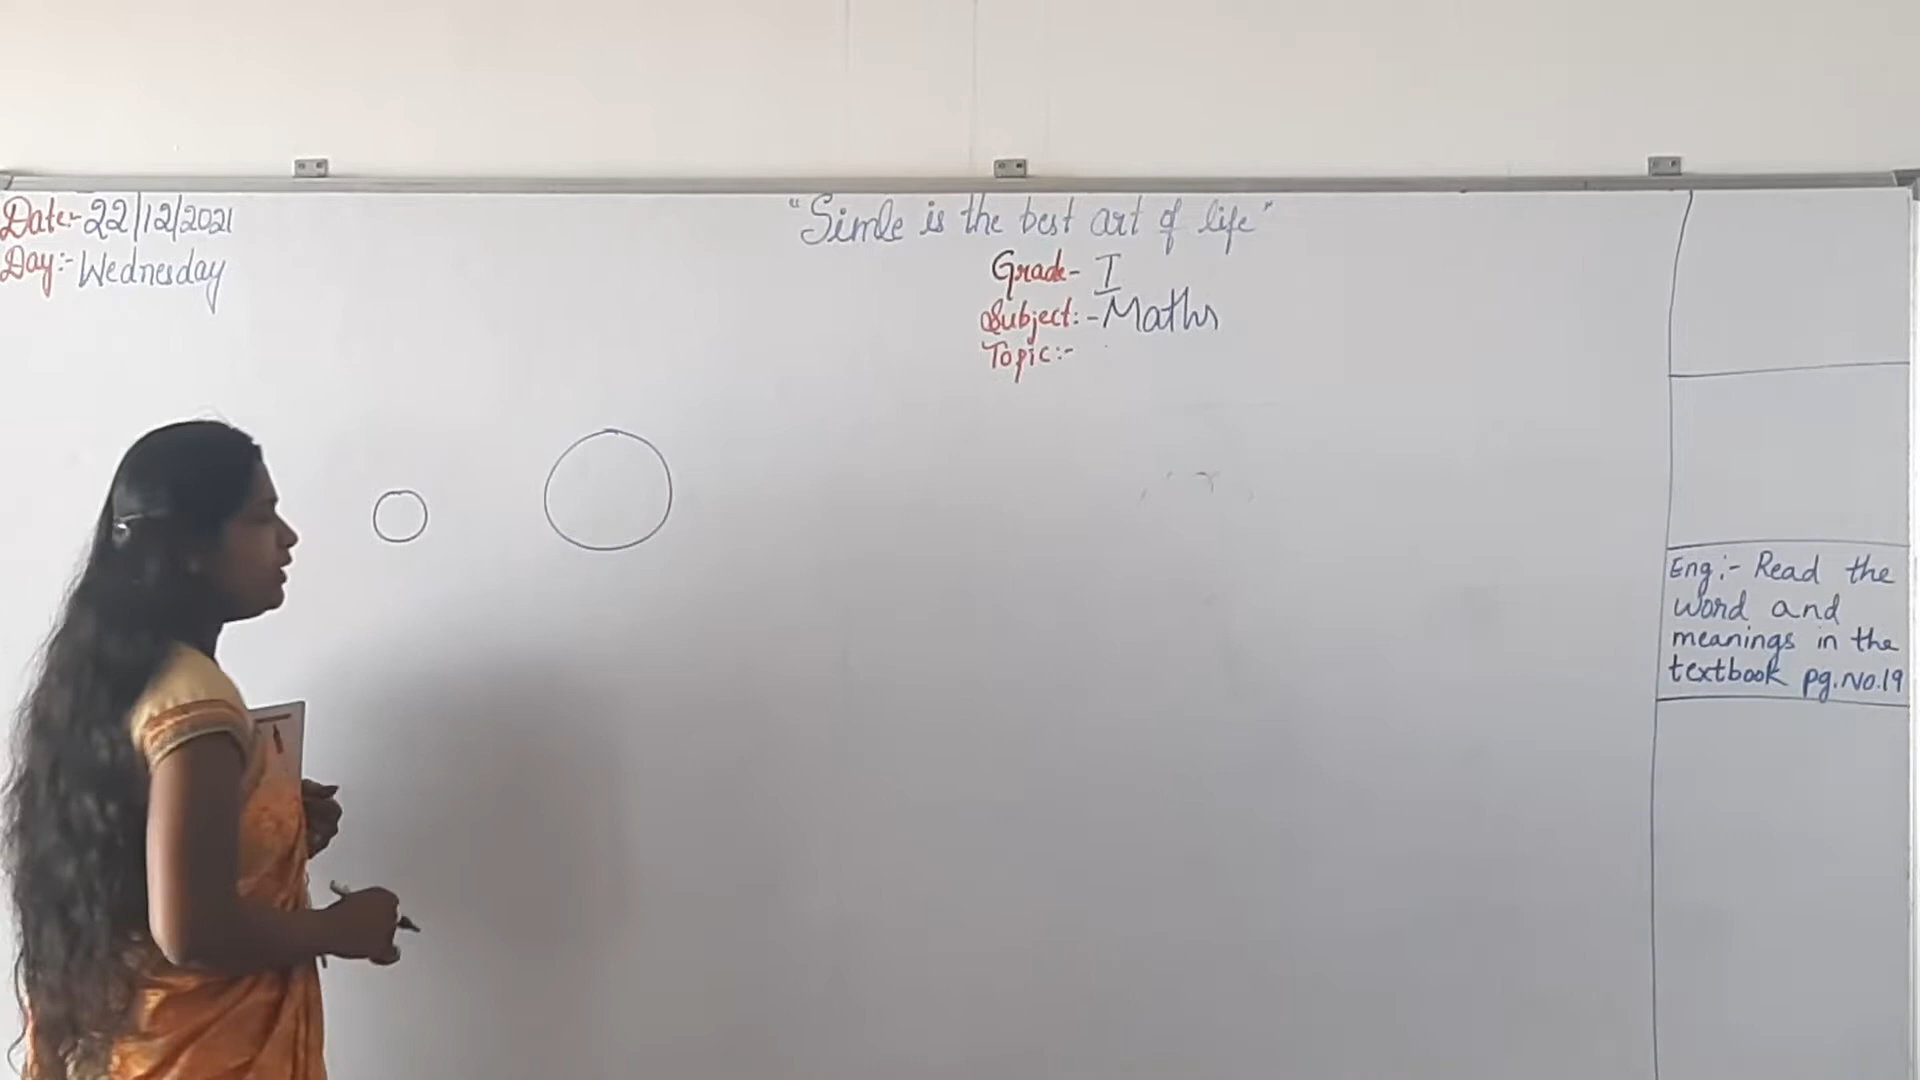 Date:- 22/12/2021
Day:- Wednesday
"Simle is the best art of life"
Grade- I
Subject:- Maths
Topic:-
Eng:- Read the
word and
meanings in the
textbook pg.No.19